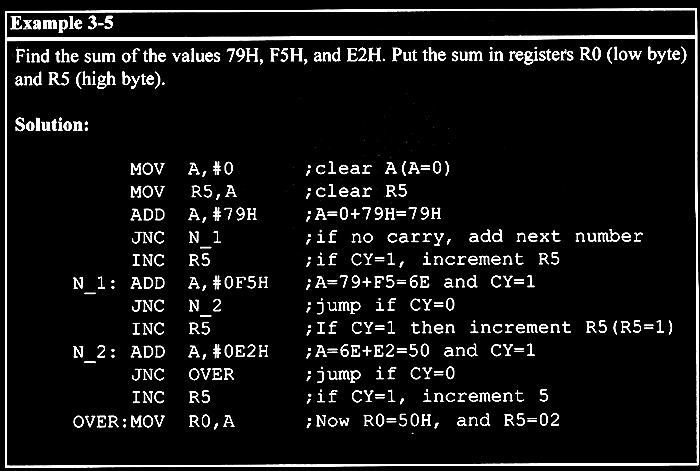 Example 3-5
Find the sum of the values 79H, F5H, and E2H. Put the sum in registers R0 (low byte)
and R5 (high byte).
Solution:
MOV A,#0 ;clear A(A=0)
MOV R5,A ;clear R5
ADD A,#79H ;A=0+79H=79H
JNC N_1 ;if no carry, add next number
INC R5 ;if CY=1, increment R5
N_1: ADD A,#0F5H ;A=79+F5=6E and CY=1
JNC N_2 ;jump if CY=0
INC R5 ;If CY=1 then increment R5(R5=1)
N_2: ADD A,#0E2H ;A=6E+E2=50 and CY=1
JNC OVER ;jump if CY=0
INC R5 ;if CY=1, increment 5
OVER:MOV R0,A ;Now R0=50H, and R5=02